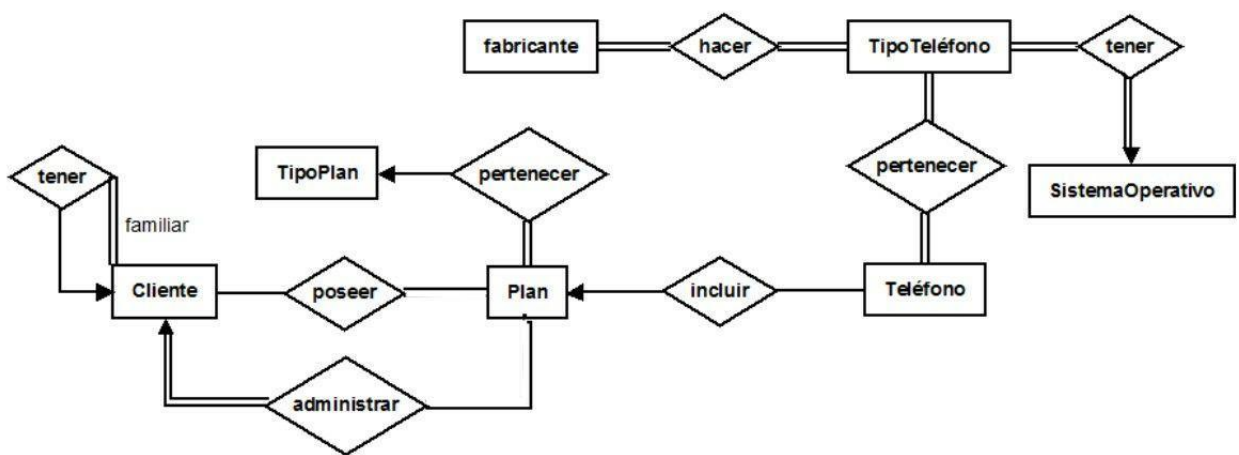 fabricante
hacer
TipoTeléfono
tener
TipoPlan
pertenecer
pertenecer
SistemaOperativo
tener
familiar
Cliente
poseer
Plan
incluir
Teléfono
administrar